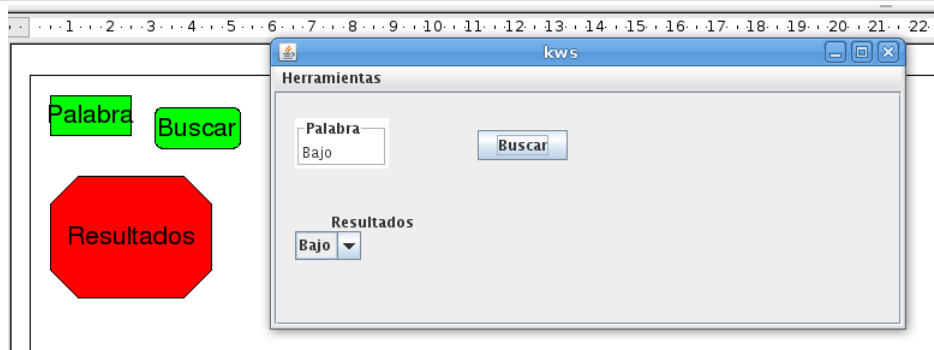 1 2 3 4 5 6 7 8 9 10 11 12 13 14 15 16 17 18 19 20 21 22
kws
Herramientas
Palabra
Buscar
Resultados
Palabra
Bajo
Buscar
Resultados
Bajo